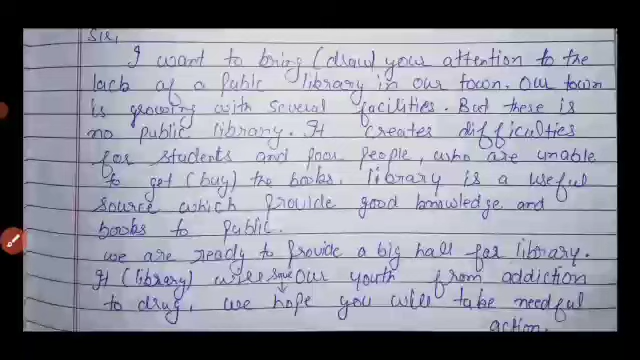 Sir,
I want to bring (draw) your attention to the
lack of a public library in our town. Our town
is growing with several facilities. But there is
no public library. It creates difficulties
for students and poor people, who are unable
to get (buy) the books. library is a useful
source which provide good knowledge and
books to public.
we are ready to provide a big hall for library.
It (library) will save our youth from addiction
to drug, we hope you will take needful
action.